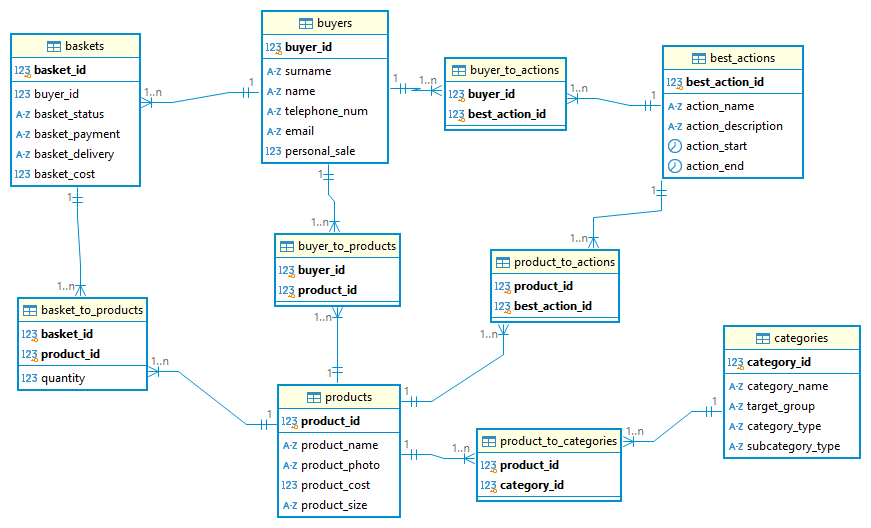 baskets
123 basket_id
123 buyer_id
A-Z basket_status
A-Z basket_payment
A-Z basket_delivery
123 basket_cost
1..n
1
buyers
123 buyer_id
A-Z surname
A-Z name
A-Z telephone_num
A-Z email
123 personal_sale
1
1..n
buyer_to_actions
123 buyer_id
123 best_action_id
1..n
1
best_actions
123 best_action_id
A-Z action_name
A-Z action_description
action_start
action_end
1
1..n
1
1..n
1
1..n
buyer_to_products
123 buyer_id
123 product_id
1..n
1
product_to_actions
123 product_id
123 best_action_id
1..n
1
basket_to_products
123 basket_id
123 product_id
123 quantity
1..n
1
products
123 product_id
A-Z product_name
A-Z product_photo
123 product_cost
A-Z product_size
1
1..n
product_to_categories
123 product_id
123 category_id
1..n
1
categories
123 category_id
A-Z category_name
A-Z target_group
A-Z category_type
A-Z subcategory_type